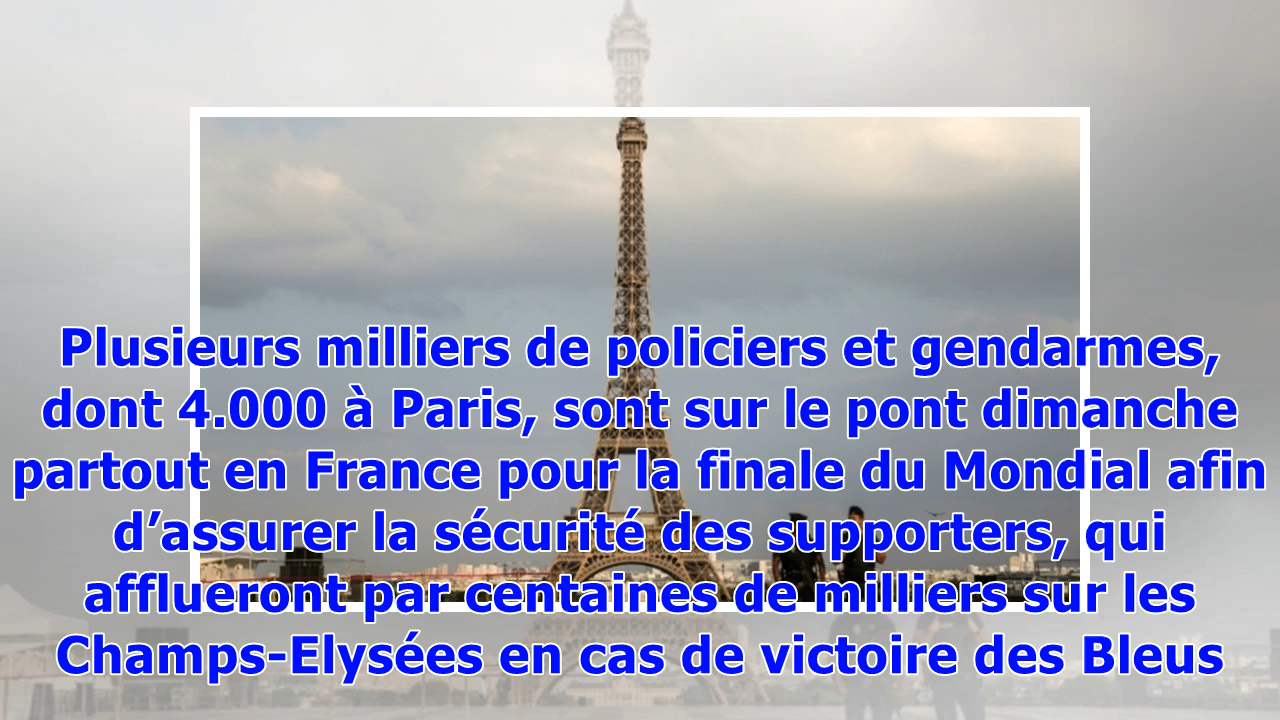 Plusieurs milliers de policiers et gendarmes,
dont 4.000 à Paris, sont sur le pont dimanche
partout en France pour la finale du Mondial afin
d’assurer la sécurité des supporters, qui
afflueront par centaines de milliers sur les
Champs-Elysées en cas de victoire des Bleus